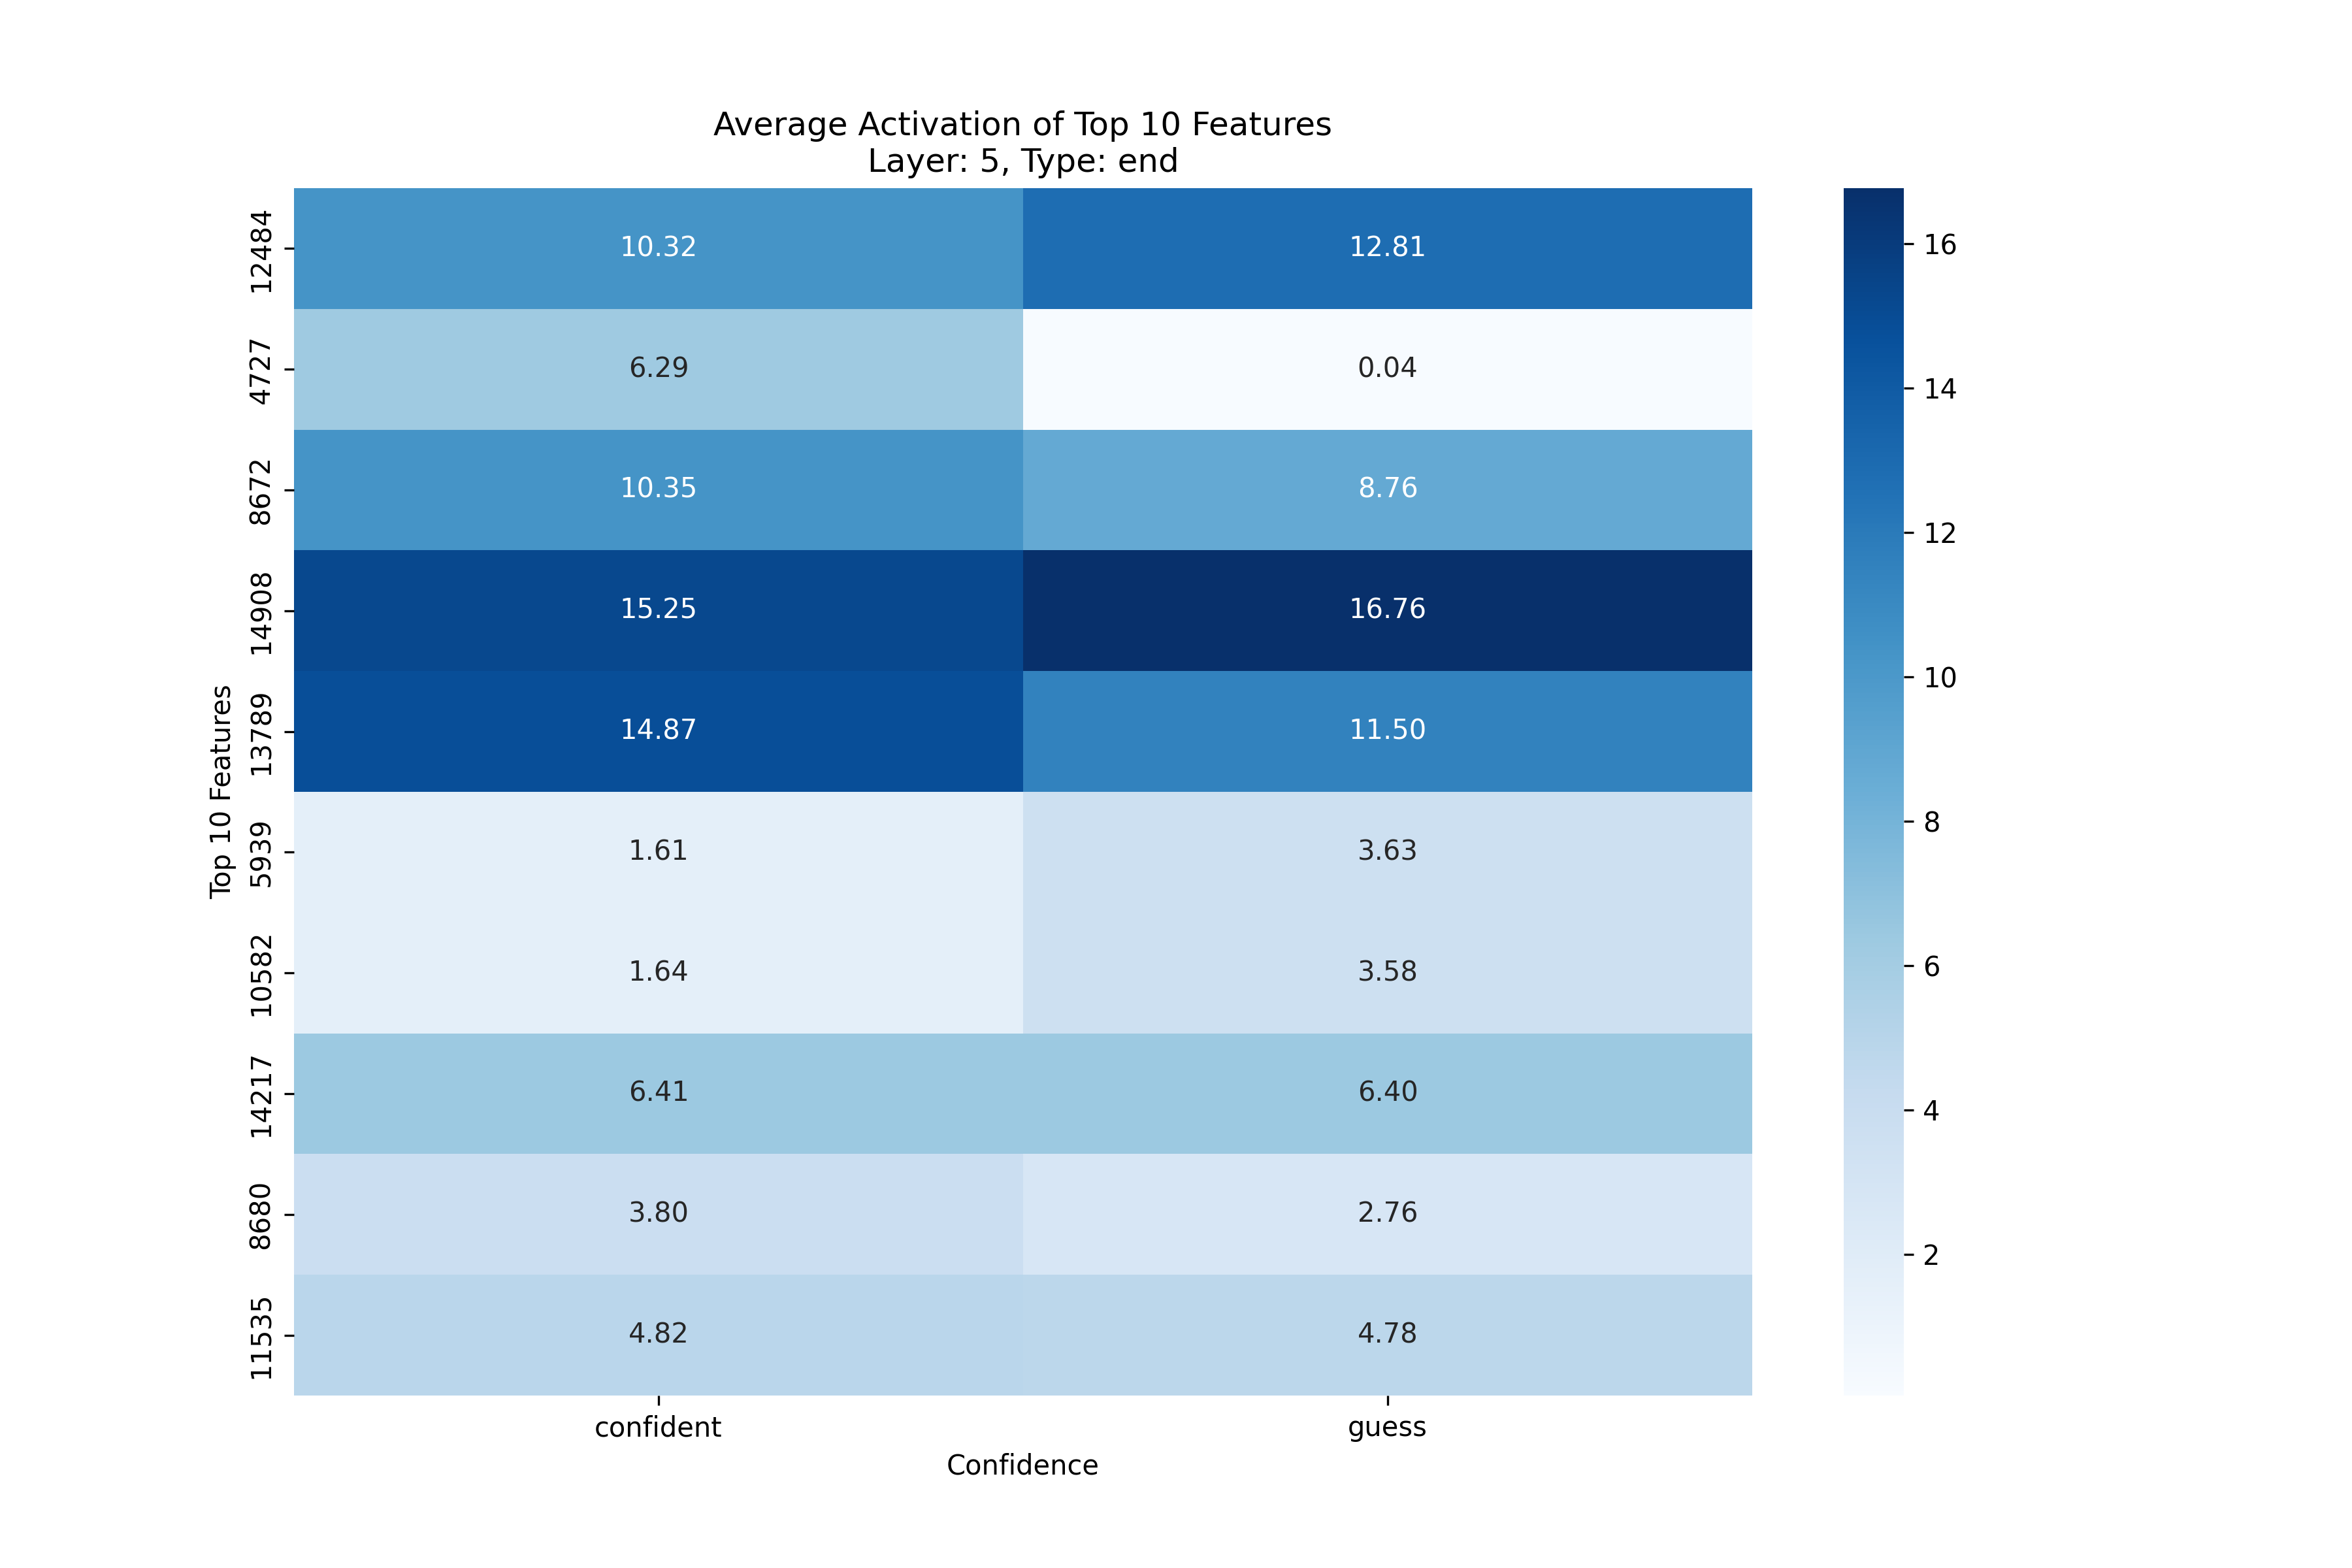 Average Activation of Top 10 Features
Layer: 5, Type: end
Top 10 Features
12484 10.32 12.81
4727 6.29 0.04
8672 10.35 8.76
14908 15.25 16.76
13789 14.87 11.50
5939 1.61 3.63
10582 1.64 3.58
14217 6.41 6.40
8680 3.80 2.76
11535 4.82 4.78
confident guess
Confidence
16
14
12
10
8
6
4
2